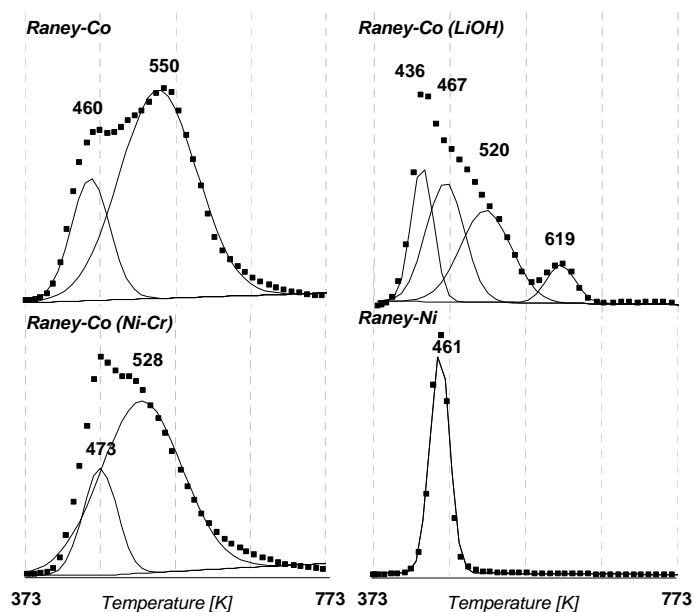 Raney-Co
460
550
Raney-Co (LiOH)
436
467
520
619
Raney-Co (Ni-Cr)
473
528
373
Temperature [K]
773
Raney-Ni
461
373
Temperature [K]
773